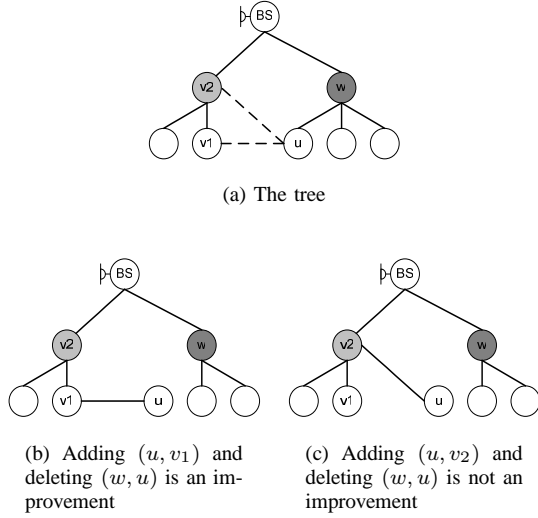 BS
v2 w
v1 u
(a) The tree
BS
v2 w
v1 u
(b) Adding (u, v₁) and
deleting (w, u) is an im-
provement
BS
v2 w
v1 u
(c) Adding (u, v₂) and
deleting (w, u) is not an
improvement